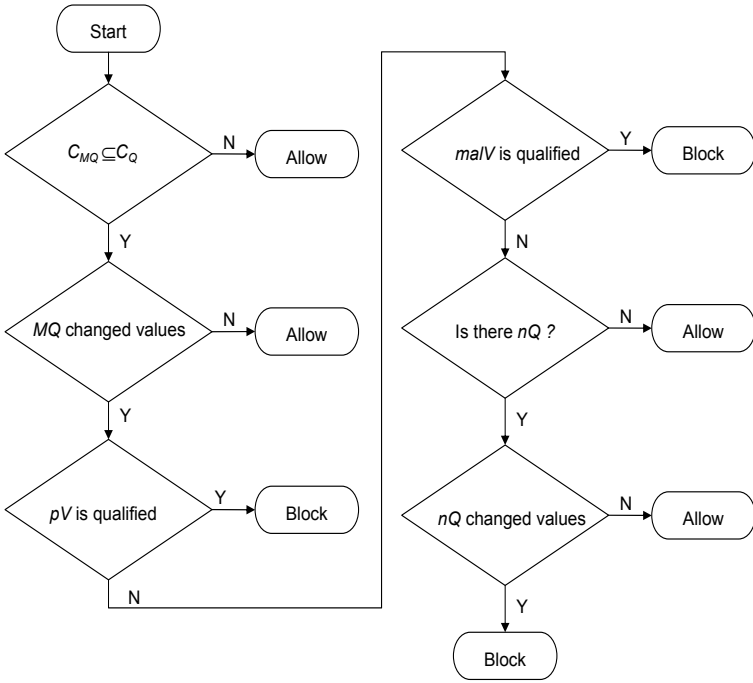 Start
C_MQ ⊆ C_Q
N
Allow
Y
MQ changed values
N
Allow
Y
pV is qualified
Y
Block
N
malV is qualified
Y
Block
N
Is there nQ ?
N
Allow
Y
nQ changed values
N
Allow
Y
Block